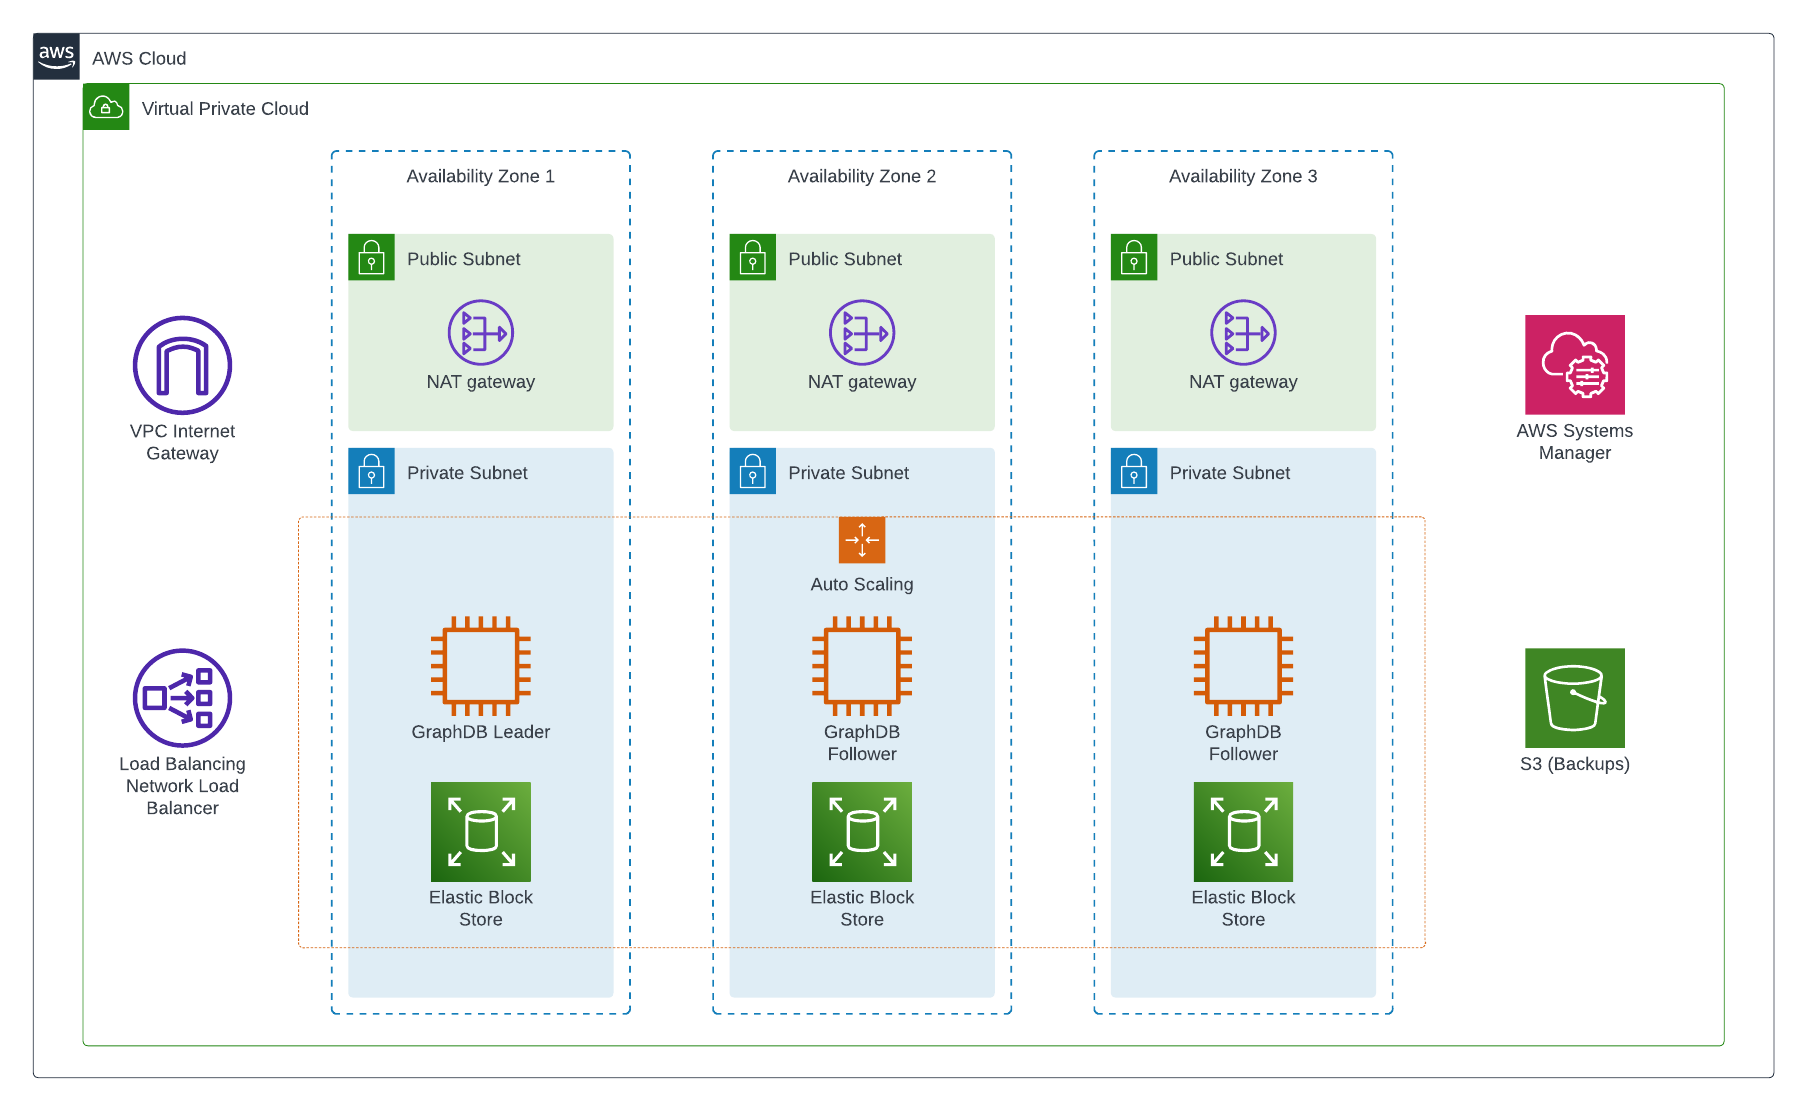 aws
AWS Cloud
Virtual Private Cloud
Availability Zone 1
Availability Zone 2
Availability Zone 3
Public Subnet
Public Subnet
Public Subnet
NAT gateway
NAT gateway
NAT gateway
VPC Internet
Gateway
AWS Systems
Manager
Private Subnet
Private Subnet
Private Subnet
Auto Scaling
GraphDB Leader
GraphDB
Follower
GraphDB
Follower
Load Balancing
Network Load
Balancer
S3 (Backups)
Elastic Block
Store
Elastic Block
Store
Elastic Block
Store